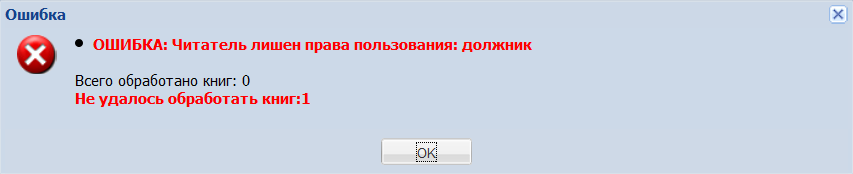 Ошибка
ОШИБКА: Читатель лишен права пользования: должник
Всего обработано книг: 0
Не удалось обработать книг:1
OK